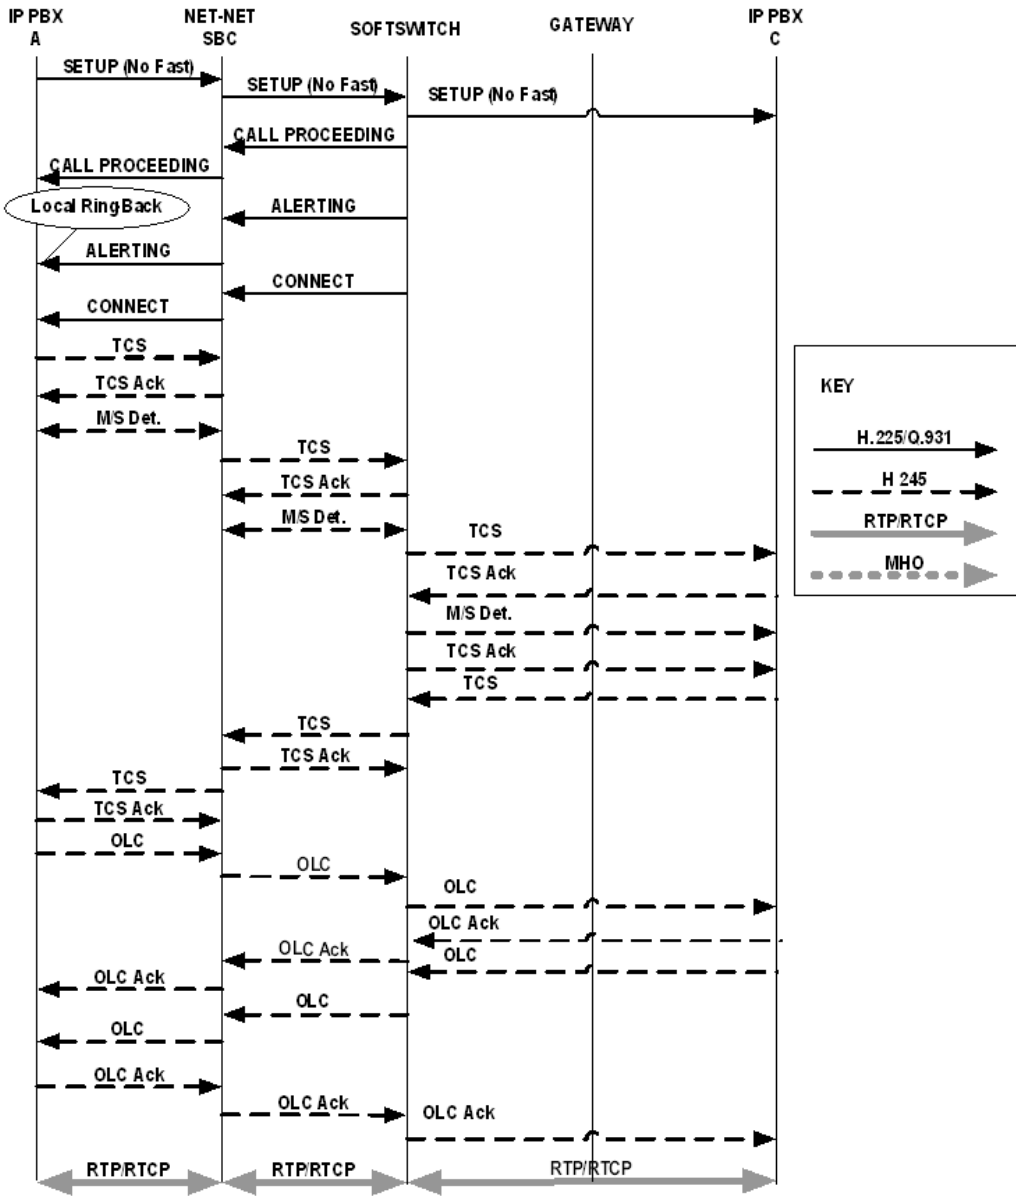 IP PBX
A
NET-NET
SBC
SOFTSWITCH
GATEWAY
IP PBX
C
SETUP (No Fast)
SETUP (No Fast)
SETUP (No Fast)
CALL PROCEEDING
CALL PROCEEDING
Local RingBack
ALERTING
ALERTING
CONNECT
CONNECT
TCS
TCS Ack
M/S Det.
TCS
TCS Ack
M/S Det.
TCS
TCS Ack
M/S Det.
TCS Ack
TCS
TCS
TCS Ack
TCS
TCS Ack
OLC
OLC
OLC
OLC Ack
OLC Ack
OLC
OLC Ack
OLC
OLC
OLC Ack
OLC Ack
OLC Ack
RTP/RTCP
RTP/RTCP
RTP/RTCP
KEY
H.225/Q.931
H 245
RTP/RTCP
MHO